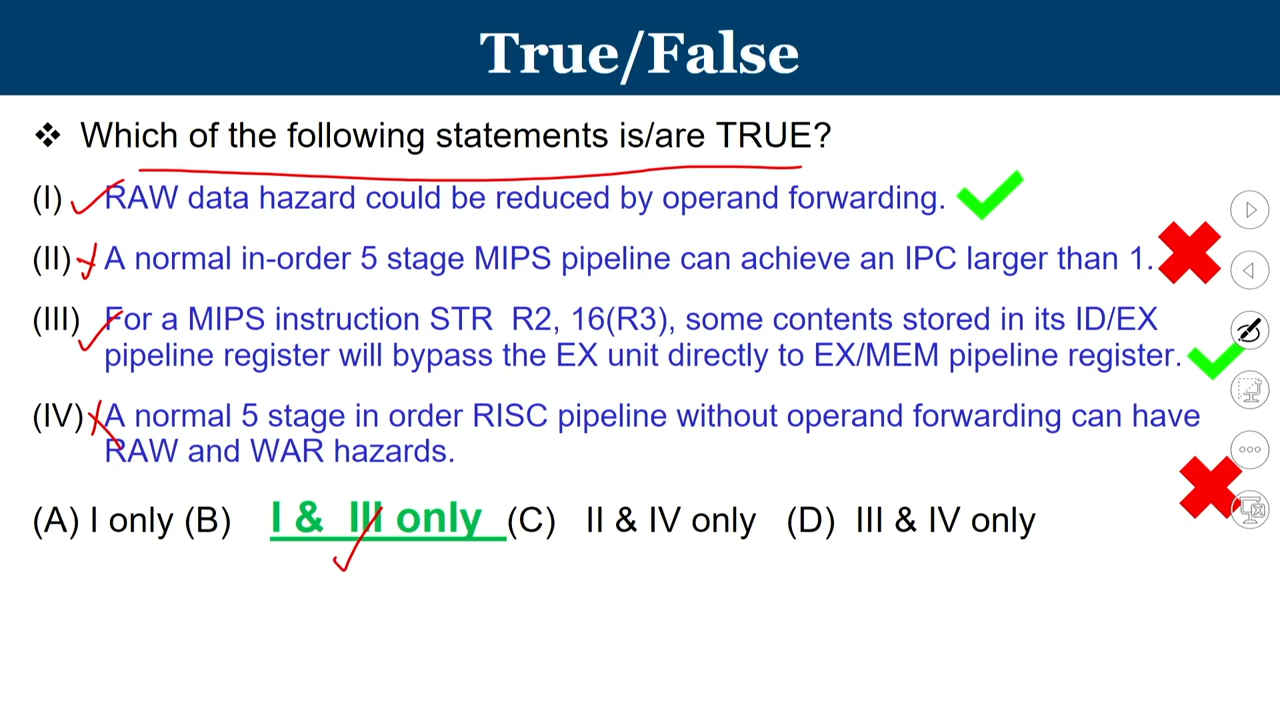 True/False
❖ Which of the following statements is/are TRUE?
(I) RAW data hazard could be reduced by operand forwarding.
(II) A normal in-order 5 stage MIPS pipeline can achieve an IPC larger than 1.
(III) For a MIPS instruction STR R2, 16(R3), some contents stored in its ID/EX
pipeline register will bypass the EX unit directly to EX/MEM pipeline register.
(IV) A normal 5 stage in order RISC pipeline without operand forwarding can have
RAW and WAR hazards.
(A) I only (B) I & III only (C) II & IV only (D) III & IV only